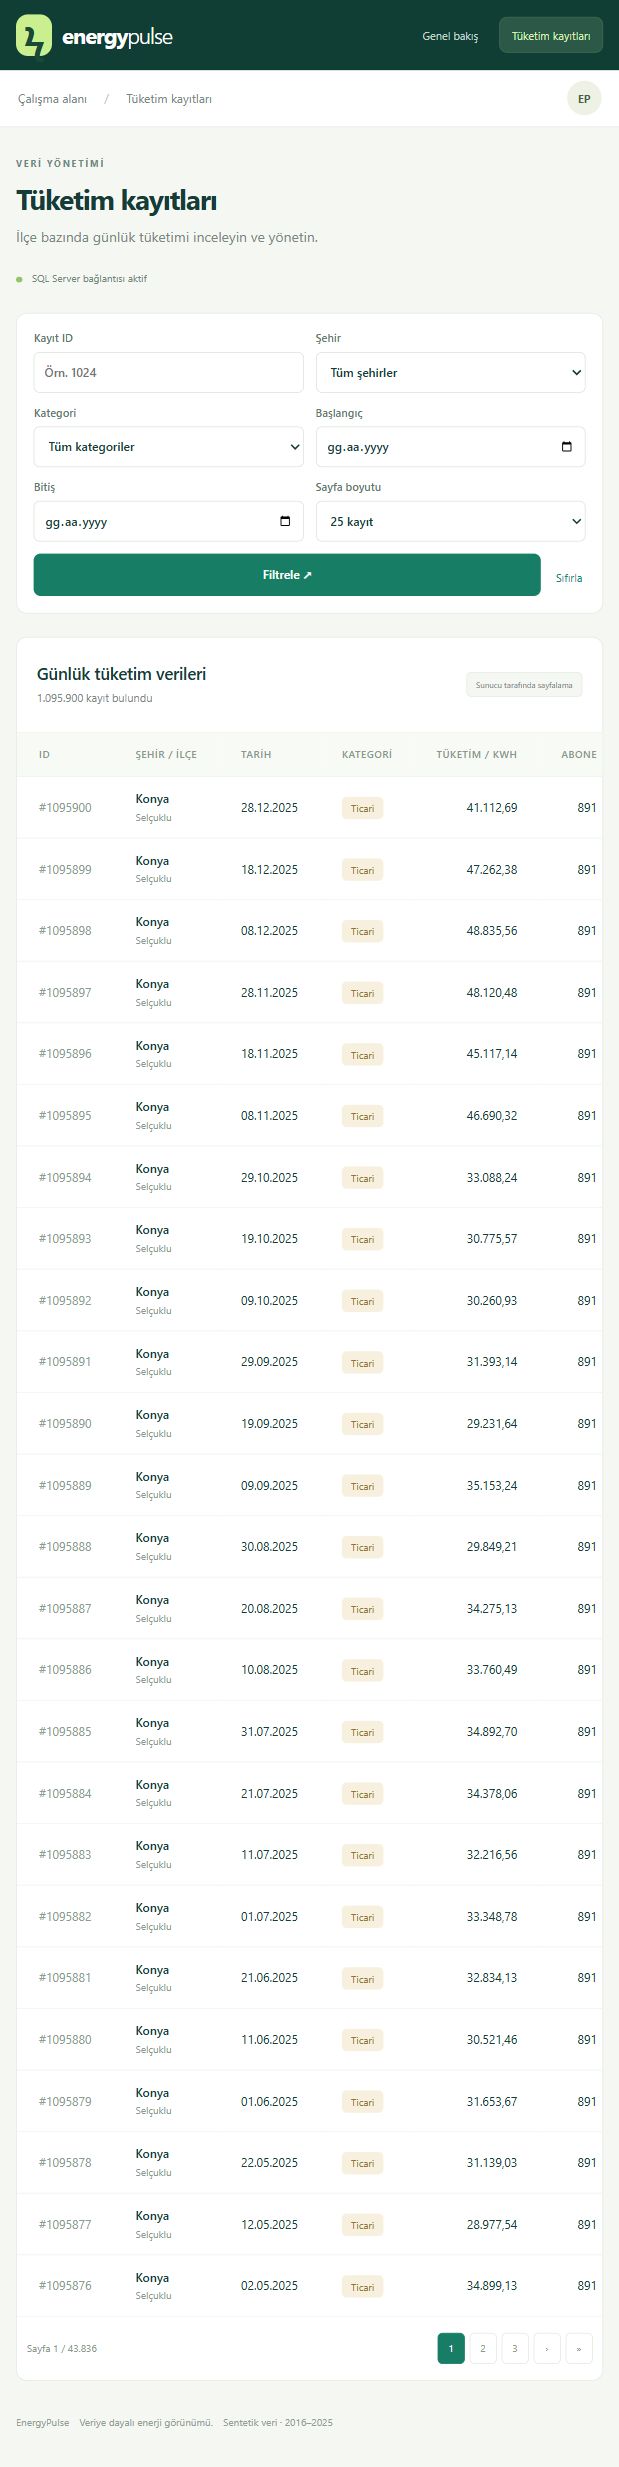 energypulse Genel bakış Tüketim kayıtları
Çalışma alanı / Tüketim kayıtları EP
VERİ YÖNETİMİ
Tüketim kayıtları
İlçe bazında günlük tüketimi inceleyin ve yönetin.
SQL Server bağlantısı aktif
Kayıt ID Şehir
Örn. 1024 Tüm şehirler
Kategori Başlangıç
Tüm kategoriler gg.aa.yyyy
Bitiş Sayfa boyutu
gg.aa.yyyy 25 kayıt
Filtrele ↗ Sıfırla
Günlük tüketim verileri
1.095.900 kayıt bulundu
Sunucu tarafında sayfalama
ID ŞEHİR / İLÇE TARİH KATEGORİ TÜKETİM / KWH ABONE
#1095900 Konya 28.12.2025 Ticari 41.112,69 891
Selçuklu
#1095899 Konya 18.12.2025 Ticari 47.262,38 891
Selçuklu
#1095898 Konya 08.12.2025 Ticari 48.835,56 891
Selçuklu
#1095897 Konya 28.11.2025 Ticari 48.120,48 891
Selçuklu
#1095896 Konya 18.11.2025 Ticari 45.117,14 891
Selçuklu
#1095895 Konya 08.11.2025 Ticari 46.690,32 891
Selçuklu
#1095894 Konya 29.10.2025 Ticari 33.088,24 891
Selçuklu
#1095893 Konya 19.10.2025 Ticari 30.775,57 891
Selçuklu
#1095892 Konya 09.10.2025 Ticari 30.260,93 891
Selçuklu
#1095891 Konya 29.09.2025 Ticari 31.393,14 891
Selçuklu
#1095890 Konya 19.09.2025 Ticari 29.231,64 891
Selçuklu
#1095889 Konya 09.09.2025 Ticari 35.153,24 891
Selçuklu
#1095888 Konya 30.08.2025 Ticari 29.849,21 891
Selçuklu
#1095887 Konya 20.08.2025 Ticari 34.275,13 891
Selçuklu
#1095886 Konya 10.08.2025 Ticari 33.760,49 891
Selçuklu
#1095885 Konya 31.07.2025 Ticari 34.892,70 891
Selçuklu
#1095884 Konya 21.07.2025 Ticari 34.378,06 891
Selçuklu
#1095883 Konya 11.07.2025 Ticari 32.216,56 891
Selçuklu
#1095882 Konya 01.07.2025 Ticari 33.348,78 891
Selçuklu
#1095881 Konya 21.06.2025 Ticari 32.834,13 891
Selçuklu
#1095880 Konya 11.06.2025 Ticari 30.521,46 891
Selçuklu
#1095879 Konya 01.06.2025 Ticari 31.653,67 891
Selçuklu
#1095878 Konya 22.05.2025 Ticari 31.139,03 891
Selçuklu
#1095877 Konya 12.05.2025 Ticari 28.977,54 891
Selçuklu
#1095876 Konya 02.05.2025 Ticari 34.899,13 891
Selçuklu
Sayfa 1 / 43.836 1 2 3 › »
EnergyPulse Veriye dayalı enerji görünümü. Sentetik veri · 2016–2025